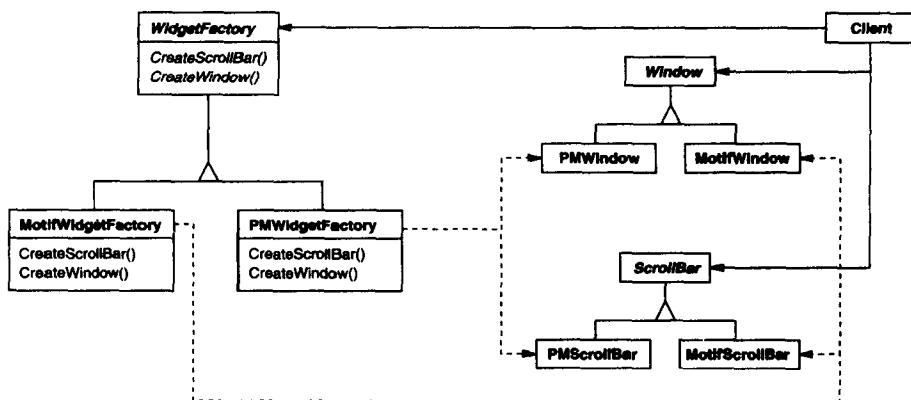 WidgetFactory
CreateScrollBar()
CreateWindow()
Client
Window
PMWindow
MotifWindow
MotifWidgetFactory
CreateScrollBar()
CreateWindow()
PMWidgetFactory
CreateScrollBar()
CreateWindow()
ScrollBar
PMScrollBar
MotifScrollBar